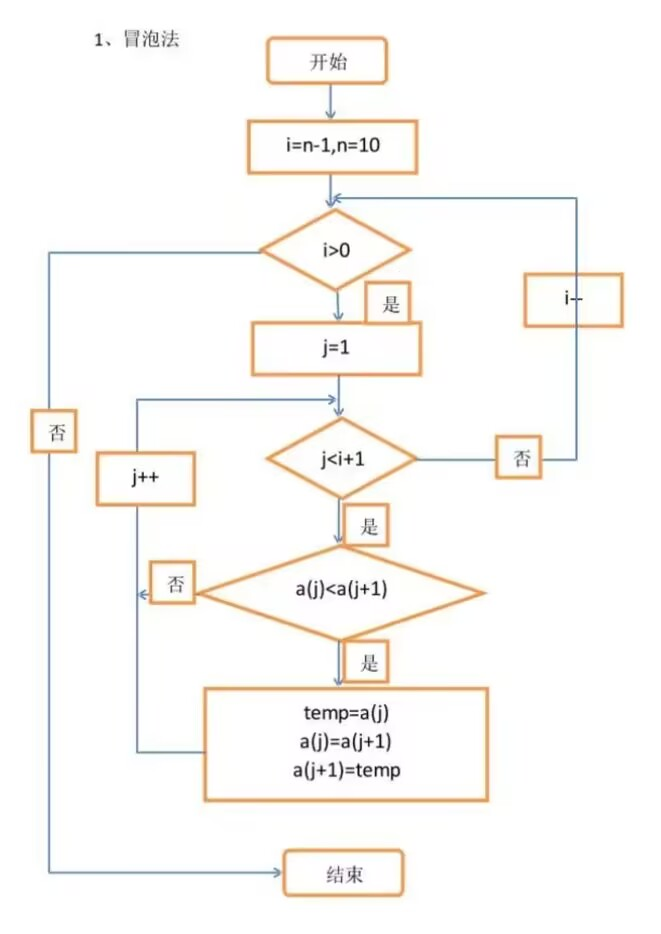 1、冒泡法
开始
i=n-1,n=10
i>0
是
i--
j=1
否
j<i+1
否
j++
是
a(j)<a(j+1)
否
是
temp=a(j)
a(j)=a(j+1)
a(j+1)=temp
结束